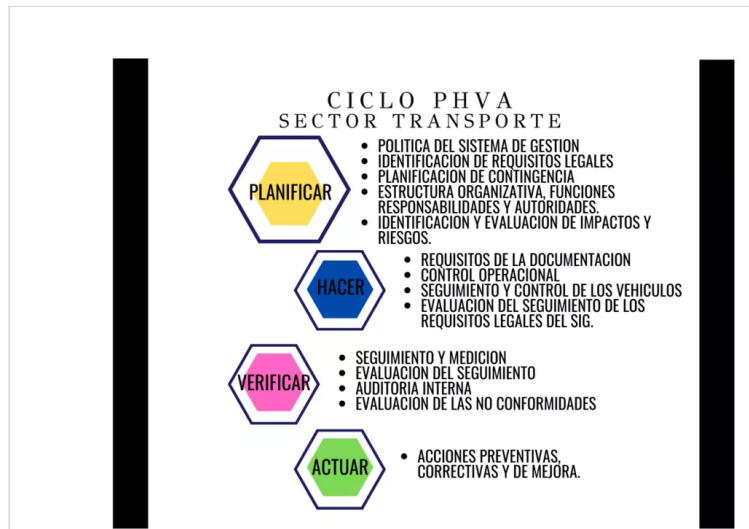 CICLO PHVA
SECTOR TRANSPORTE
PLANIFICAR
• POLITICA DEL SISTEMA DE GESTION
• IDENTIFICACION DE REQUISITOS LEGALES
• PLANIFICACION DE CONTINGENCIA
• ESTRUCTURA ORGANIZATIVA, FUNCIONES
RESPONSABILIDADES Y AUTORIDADES.
• IDENTIFICACION Y EVALUACION DE IMPACTOS Y
RIESGOS.
HACER
• REQUISITOS DE LA DOCUMENTACION
• CONTROL OPERACIONAL
• SEGUIMIENTO Y CONTROL DE LOS VEHICULOS
• EVALUACION DEL SEGUIMIENTO DE LOS
REQUISITOS LEGALES DEL SIG.
VERIFICAR
• SEGUIMIENTO Y MEDICION
• EVALUACION DEL SEGUIMIENTO
• AUDITORIA INTERNA
• EVALUACION DE LAS NO CONFORMIDADES
ACTUAR
• ACCIONES PREVENTIVAS,
CORRECTIVAS Y DE MEJORA.